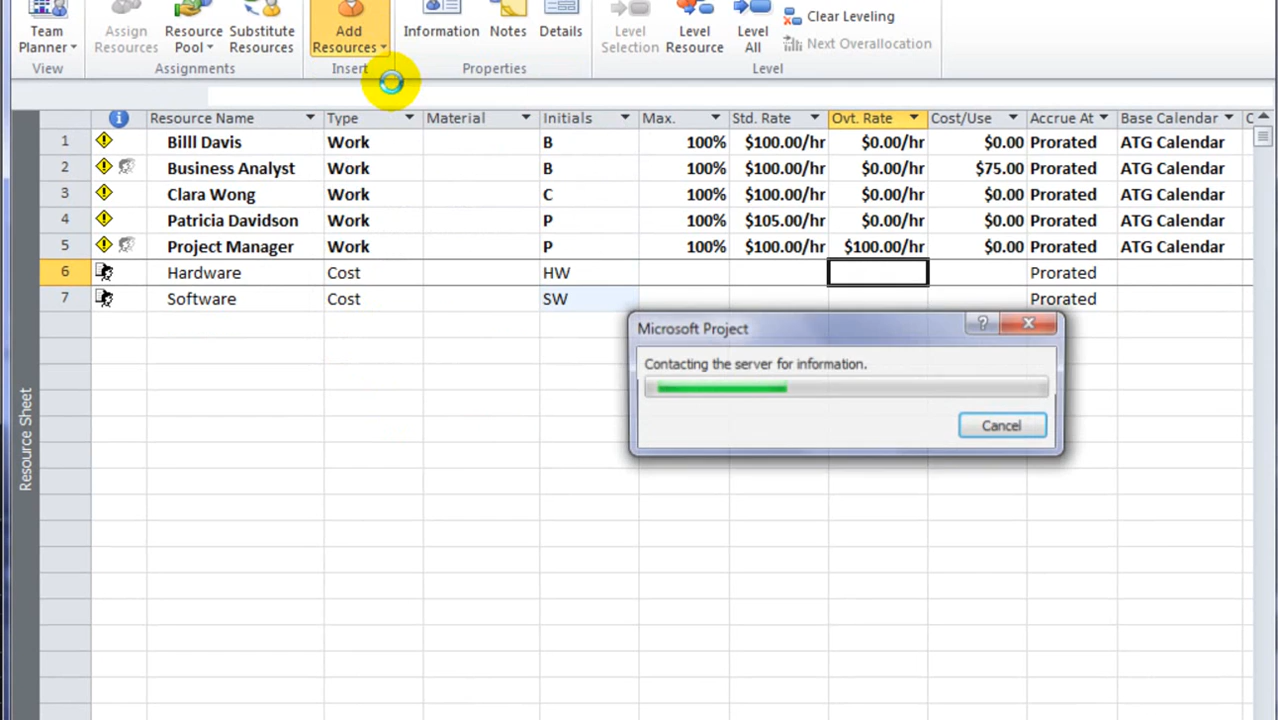 Team Planner
Assign Resources
Resource Pool
Substitute Resources
Add Resources
Information
Notes
Details
Level Selection
Level Resource
Level All
Clear Leveling
Next Overallocation
View
Assignments
Insert
Properties
Level
Resource Name Type Material Initials Max. Std. Rate Ovt. Rate Cost/Use Accrue At Base Calendar C
1 Billl Davis Work B 100% $100.00/hr $0.00/hr $0.00 Prorated ATG Calendar
2 Business Analyst Work B 100% $100.00/hr $0.00/hr $75.00 Prorated ATG Calendar
3 Clara Wong Work C 100% $100.00/hr $0.00/hr $0.00 Prorated ATG Calendar
4 Patricia Davidson Work P 100% $105.00/hr $0.00/hr $0.00 Prorated ATG Calendar
5 Project Manager Work P 100% $100.00/hr $100.00/hr $0.00 Prorated ATG Calendar
6 Hardware Cost HW Prorated
7 Software Cost SW Prorated
Microsoft Project
Contacting the server for information.
Cancel
Resource Sheet